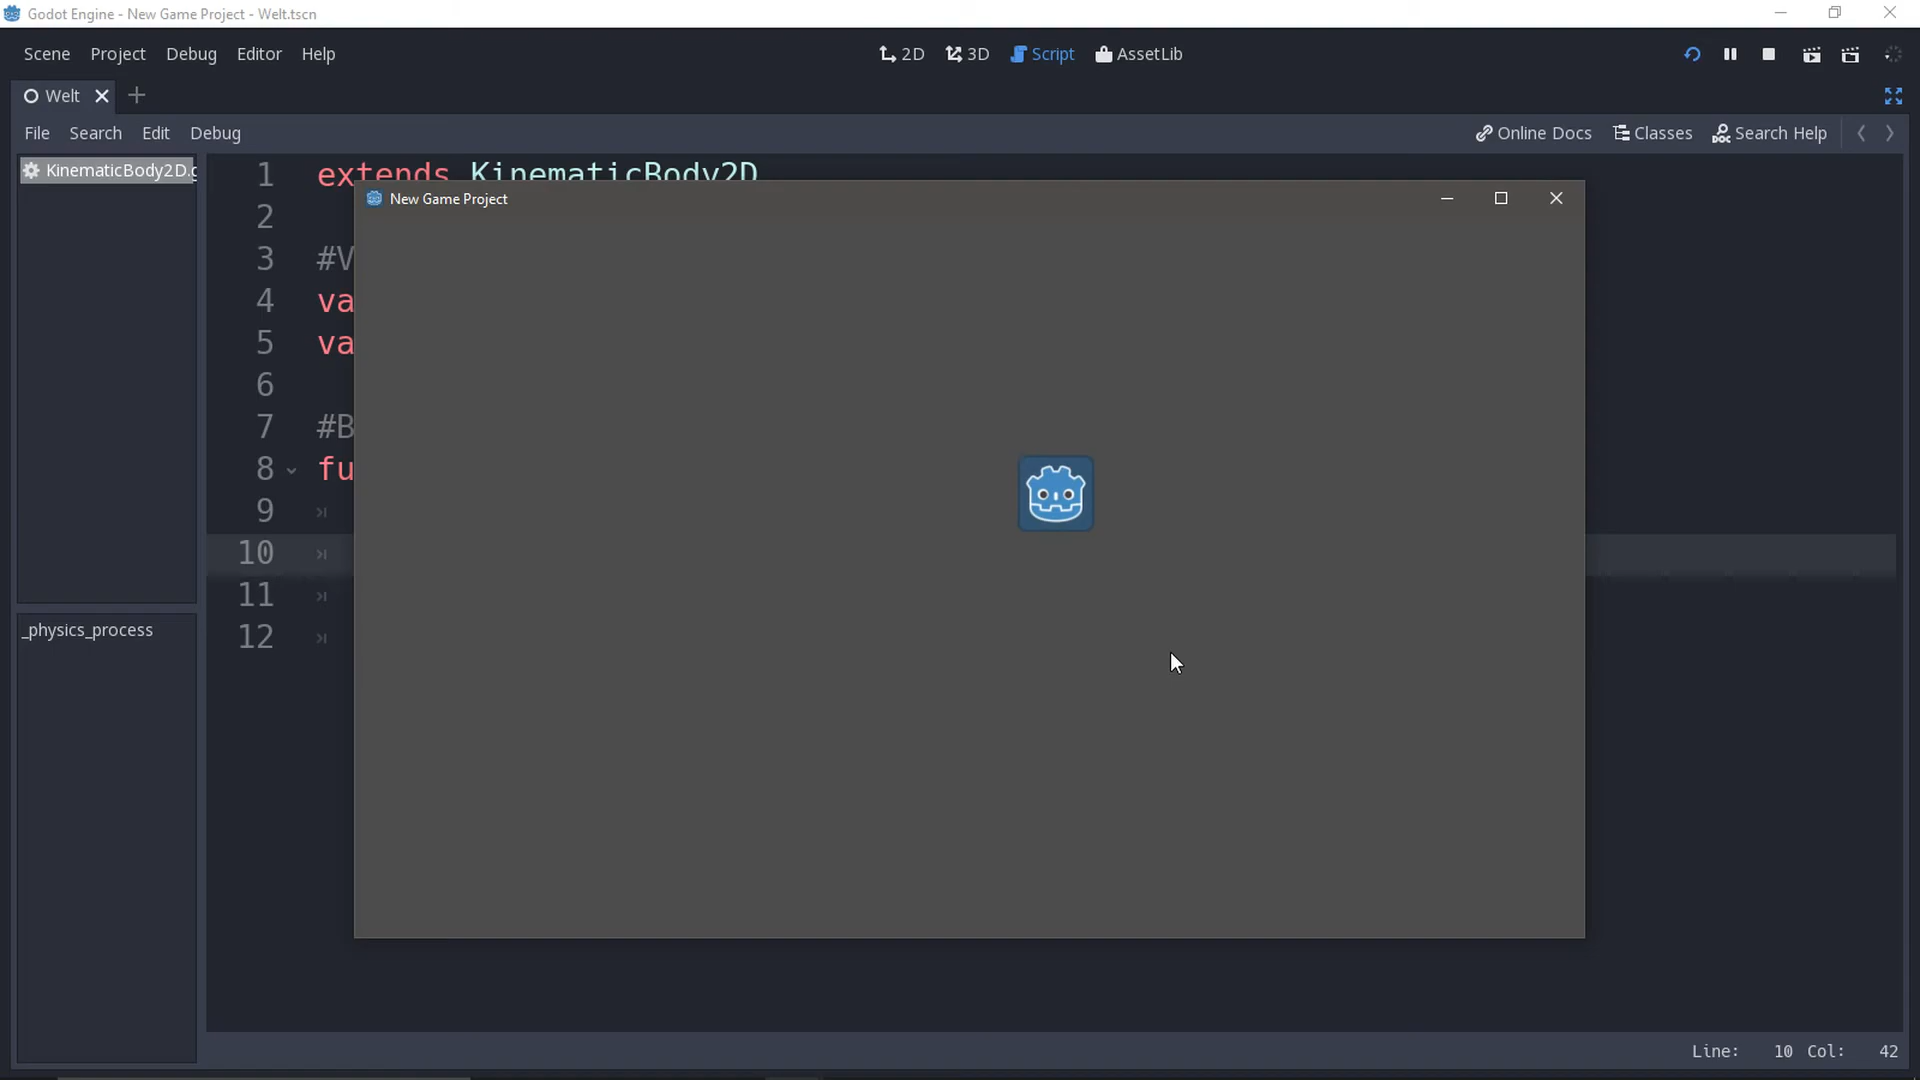 Godot Engine - New Game Project - Welt.tscn
Scene Project Debug Editor Help 2D 3D Script AssetLib
Welt
File Search Edit Debug Online Docs Classes Search Help
KinematicBody2D.g
1 extends KinematicBody2D
New Game Project
2
3 #V
4 va
5 va
6
7 #B
8 fu
9
10
11
12
_physics_process
Line: 10 Col: 42